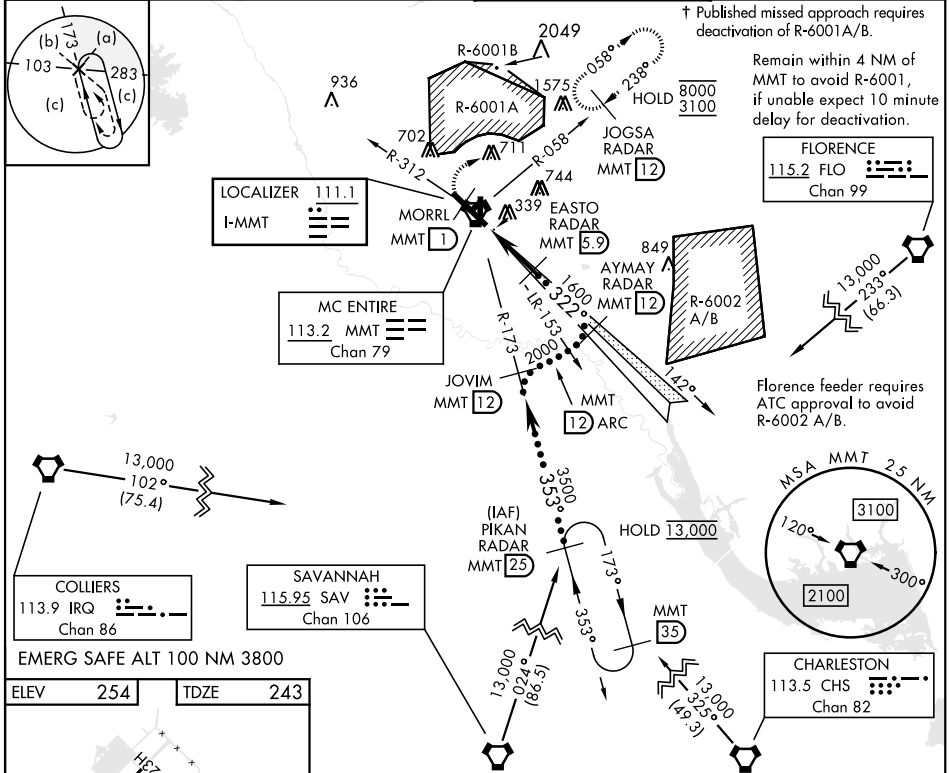 † Published missed approach requires
deactivation of R-6001A/B.
Remain within 4 NM of
MMT to avoid R-6001,
if unable expect 10 minute
delay for deactivation.
(a)
(b)
173
103
283
(c)
(c)
R-6001B
2049
936
R-6001A
1575
058°
238°
HOLD 8000
3100
JOGSA
RADAR
MMT 12
702
711
R-058
R-312
744
339
LOCALIZER 111.1
I-MMT
MORRL
MMT 1
EASTO
RADAR
MMT 5.9
FLORENCE
115.2 FLO
Chan 99
849
AYMAY
RADAR
MMT 12
R-6002
A/B
13,000
233°
(66.3)
MC ENTIRE
113.2 MMT
Chan 79
1600
322°
LR-153
R-173
2000
142°
JOVIM
MMT 12
MMT
12 ARC
Florence feeder requires
ATC approval to avoid
R-6002 A/B.
13,000
102°
(75.4)
3500
353°
MSA MMT 25 NM
3100
120°
300°
2100
(IAF)
PIKAN
RADAR
MMT 25
HOLD 13,000
173°
353°
MMT
35
COLLIERS
113.9 IRQ
Chan 86
SAVANNAH
115.95 SAV
Chan 106
13,000
024°
(86.5)
13,000
325°
(49.3)
CHARLESTON
113.5 CHS
Chan 82
EMERG SAFE ALT 100 NM 3800
ELEV 254
TDZE 243
23H